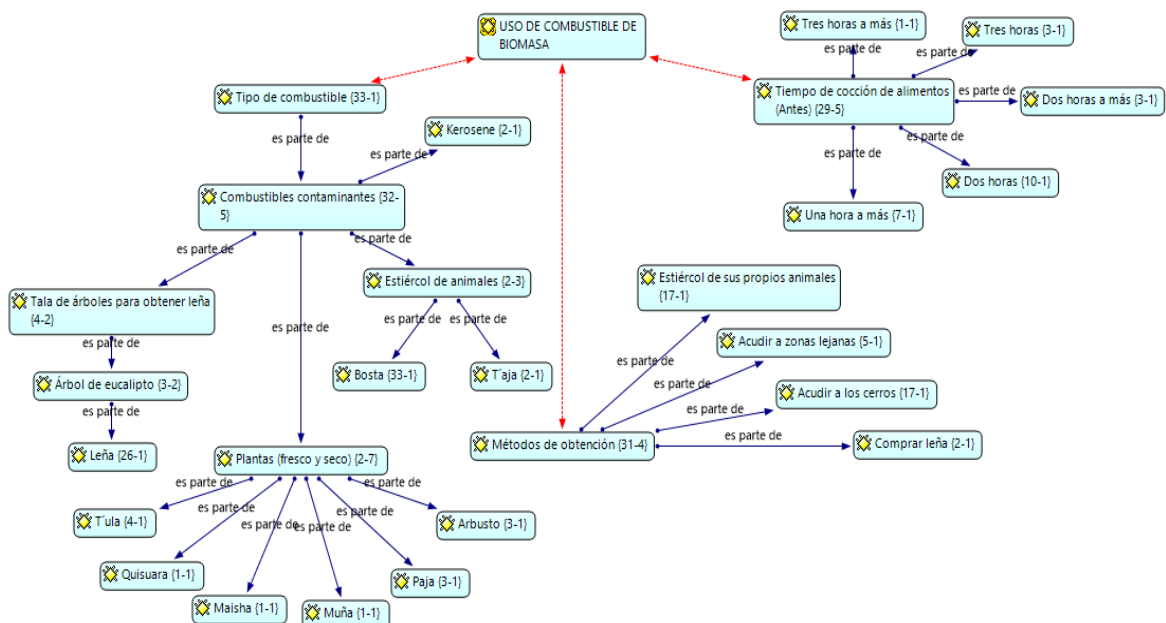 USO DE COMBUSTIBLE DE
BIOMASA
Tres horas a más {1-1}
Tres horas {3-1}
es parte de
es parte de
Tipo de combustible {33-1}
Tiempo de cocción de alimentos
(Antes) {29-5}
es parte de
Dos horas a más {3-1}
Kerosene {2-1}
es parte de
es parte de
es parte de
es parte de
Combustibles contaminantes {32-
5}
Dos horas {10-1}
Una hora a más {7-1}
es parte de
es parte de
Estiércol de animales {2-3}
Estiércol de sus propios animales
{17-1}
Tala de árboles para obtener leña
{4-2}
es parte de
es parte de
es parte de
es parte de
Acudir a zonas lejanas {5-1}
Bosta {33-1}
T´aja {2-1}
es parte de
es parte de
Árbol de eucalipto {3-2}
Acudir a los cerros {17-1}
es parte de
es parte de
es parte de
Leña {26-1}
Plantas (fresco y seco) {2-7}
Métodos de obtención {31-4}
Comprar leña {2-1}
es parte de
es parte de
es parte de
es parte de
es parte de
es parte de
T´ula {4-1}
Arbusto {3-1}
Quisuara {1-1}
Paja {3-1}
Maisha {1-1}
Muña {1-1}